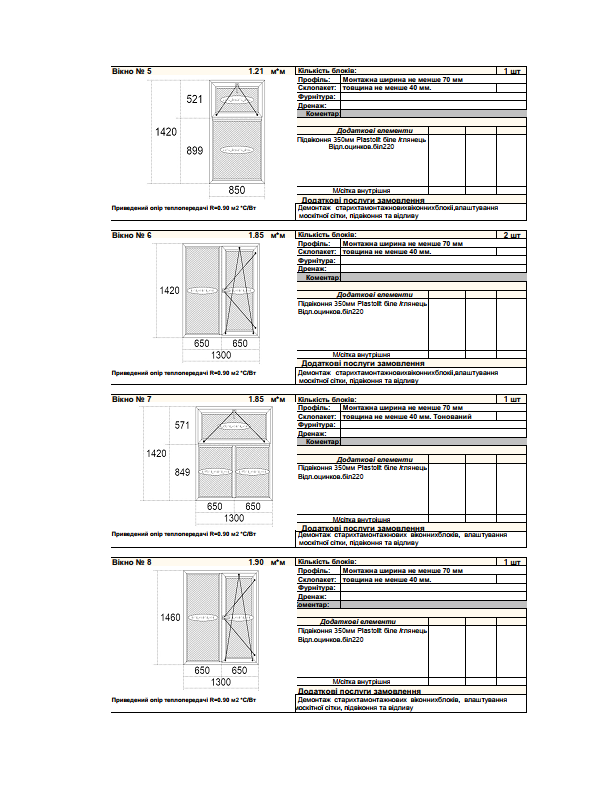 Вікно № 5 1.21 м*м Кількість блоків: 1 шт
Профіль: Монтажна ширина не менше 70 мм
Склопакет: товщина не менше 40 мм.
Фурнітура:
Дренаж:
Коментар
521
1420
899
850
Додаткові елементи
Підвіконня 350мм Plastolit біле /глянець
Відл.оцинков.біл220
М/сітка внутрішня
Додаткові послуги замовлення
Приведений опір теплопередачі R=0.90 м2 °С/Вт
Демонтаж старихтамонтажновихвіконнихблоків,влаштування
москітної сітки, підвіконня та відливу
Вікно № 6 1.85 м*м Кількість блоків: 2 шт
Профіль: Монтажна ширина не менше 70 мм
Склопакет: товщина не менше 40 мм.
Фурнітура:
Дренаж:
Коментар
1420
650 650
1300
Додаткові елементи
Підвіконня 350мм Plastolit біле /глянець
Відл.оцинков.біл220
М/сітка внутрішня
Додаткові послуги замовлення
Приведений опір теплопередачі R=0.90 м2 °С/Вт
Демонтаж старихтамонтажновихвіконнихблоків,влаштування
москітної сітки, підвіконня та відливу
Вікно № 7 1.85 м*м Кількість блоків: 1 шт
Профіль: Монтажна ширина не менше 70 мм
Склопакет: товщина не менше 40 мм. Тонований
Фурнітура:
Дренаж:
Коментар
571
1420
849
650 650
1300
Додаткові елементи
Підвіконня 350мм Plastolit біле /глянець
Відл.оцинков.біл220
М/сітка внутрішня
Додаткові послуги замовлення
Приведений опір теплопередачі R=0.90 м2 °С/Вт
Демонтаж старихтамонтажнових віконнихблоків, влаштування
москітної сітки, підвіконня та відливу
Вікно № 8 1.90 м*м Кількість блоків: 1 шт
Профіль: Монтажна ширина не менше 70 мм
Склопакет: товщина не менше 40 мм.
Фурнітура:
Дренаж:
Коментар:
1460
650 650
1300
Додаткові елементи
Підвіконня 350мм Plastolit біле /глянець
Відл.оцинков.біл220
М/сітка внутрішня
Додаткові послуги замовлення
Приведений опір теплопередачі R=0.90 м2 °С/Вт
Демонтаж старихтамонтажнових віконнихблоків, влаштування
москітної сітки, підвіконня та відливу